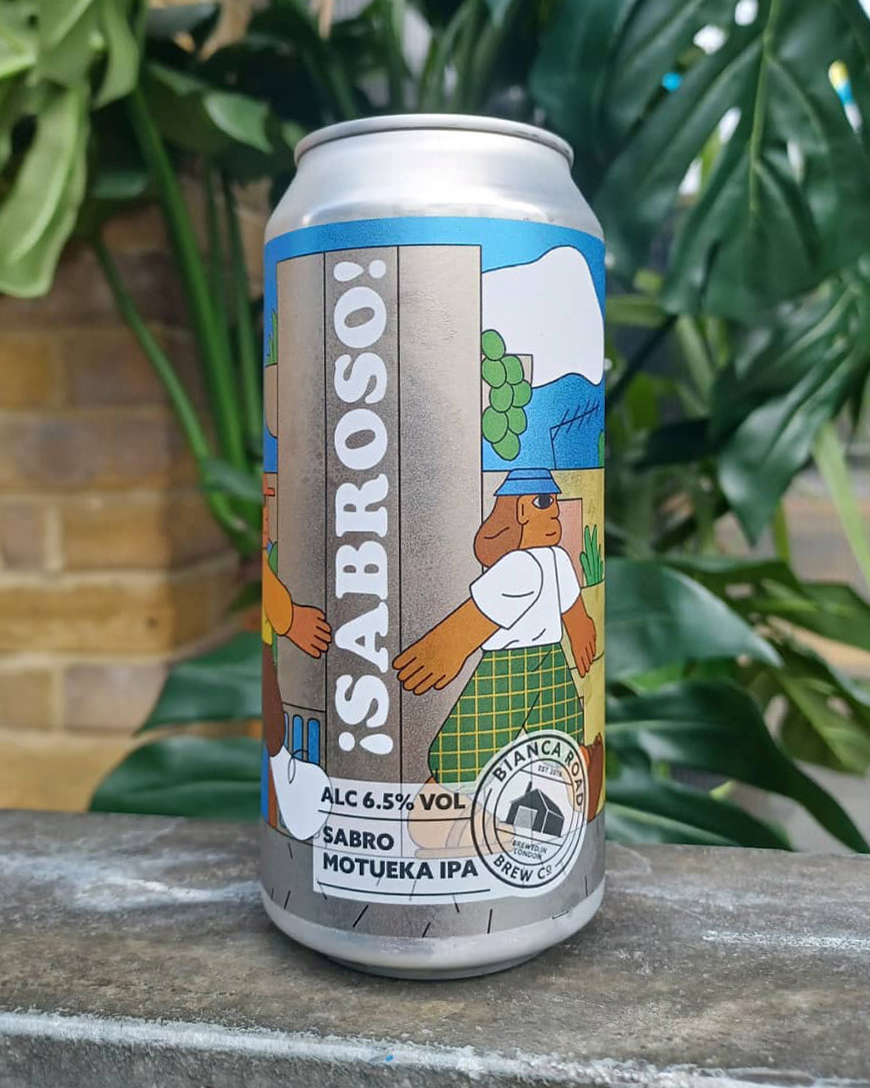 ¡SABROSO!
ALC 6.5% VOL
SABRO
MOTUEKA IPA
BIANCA ROAD
EST 2016
BREWED IN
LONDON
BREW CO